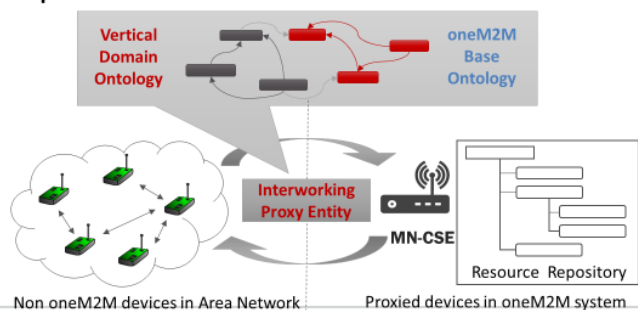 Vertical
Domain
Ontology
oneM2M
Base
Ontology
Interworking
Proxy Entity
MN-CSE
Resource Repository
Non oneM2M devices in Area Network
Proxied devices in oneM2M system